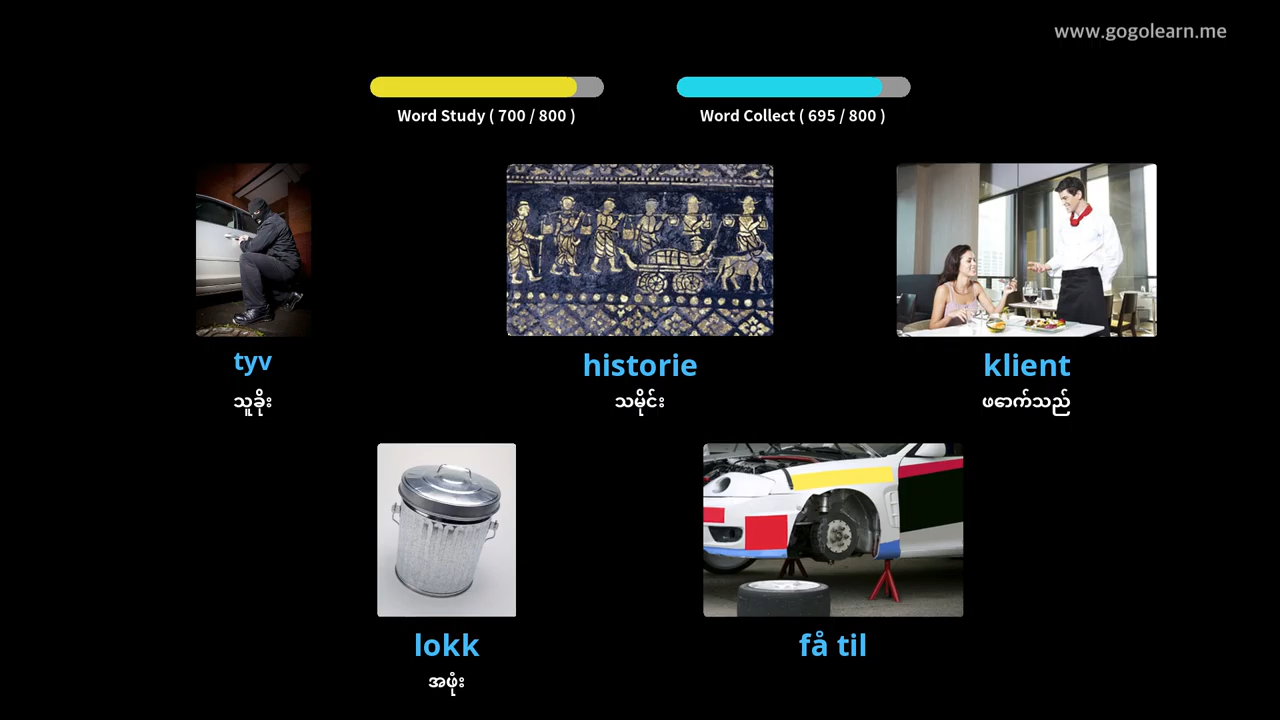 www.gogolearn.me
Word Study ( 700 / 800 )
Word Collect ( 695 / 800 )
tyv
သူခိုး
historie
သမိုင်း
klient
ဖောက်သည်
lokk
အဖုံး
få til